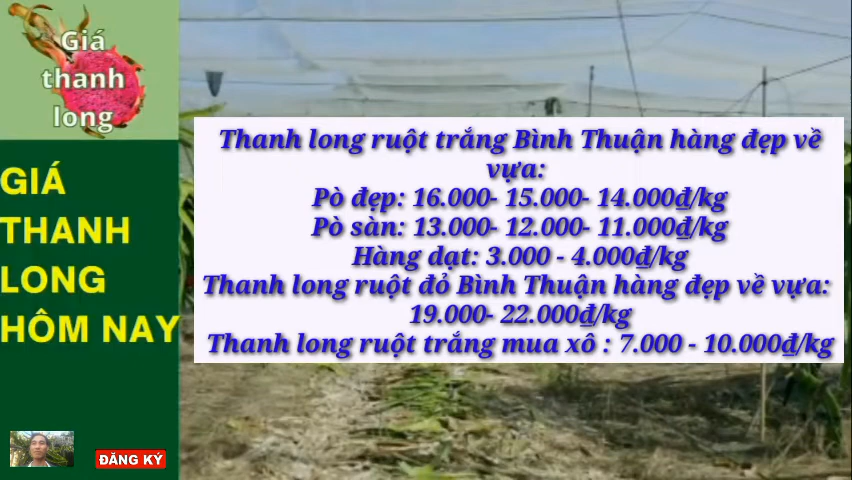 Giá
thanh
long
GIÁ
THANH
LONG
HÔM NAY
ĐĂNG KÝ
Thanh long ruột trắng Bình Thuận hàng đẹp về
vựa:
Pò đẹp: 16.000- 15.000- 14.000₫/kg
Pò sàn: 13.000- 12.000- 11.000₫/kg
Hàng dạt: 3.000 - 4.000₫/kg
Thanh long ruột đỏ Bình Thuận hàng đẹp về vựa:
19.000- 22.000₫/kg
Thanh long ruột trắng mua xô : 7.000 - 10.000₫/kg